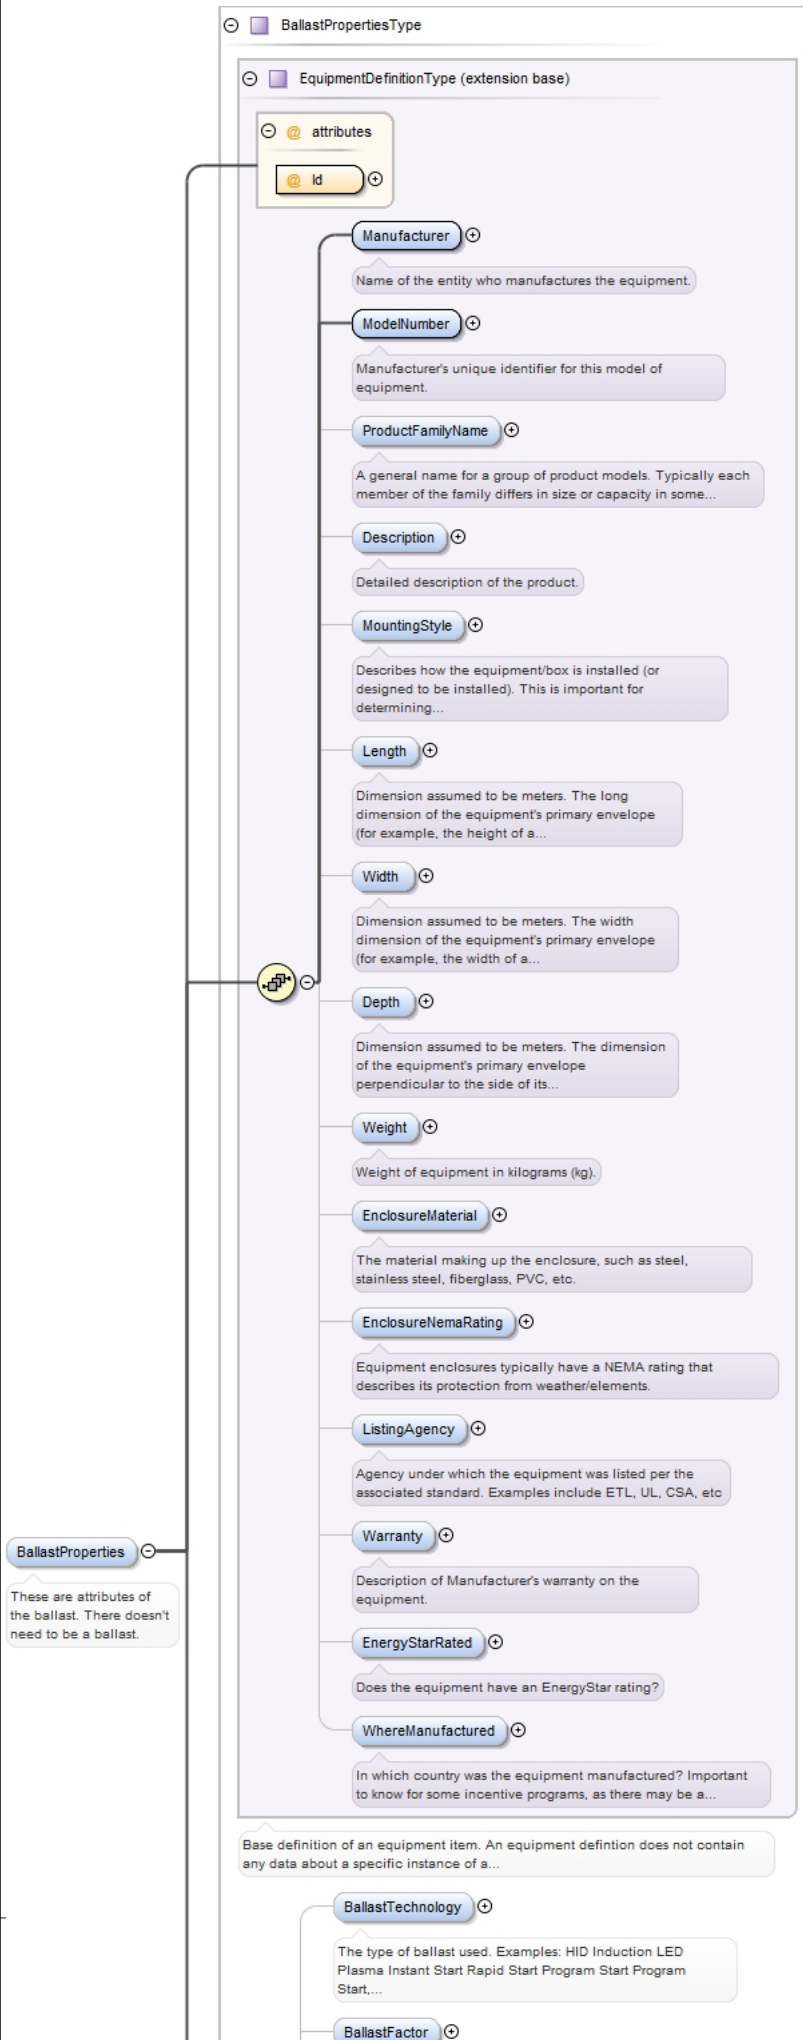 BallastPropertiesType
EquipmentDefinitionType (extension base)
@ attributes
@ Id
Manufacturer
Name of the entity who manufactures the equipment.
ModelNumber
Manufacturer's unique identifier for this model of
equipment.
ProductFamilyName
A general name for a group of product models. Typically each
member of the family differs in size or capacity in some...
Description
Detailed description of the product.
MountingStyle
Describes how the equipment/box is installed (or
designed to be installed). This is important for
determining...
Length
Dimension assumed to be meters. The long
dimension of the equipment's primary envelope
(for example, the height of a...
Width
Dimension assumed to be meters. The width
dimension of the equipment's primary envelope
(for example, the width of a...
Depth
Dimension assumed to be meters. The dimension
of the equipment's primary envelope
perpendicular to the side of its...
Weight
Weight of equipment in kilograms (kg).
EnclosureMaterial
The material making up the enclosure, such as steel,
stainless steel, fiberglass, PVC, etc.
EnclosureNemaRating
Equipment enclosures typically have a NEMA rating that
describes its protection from weather/elements.
ListingAgency
Agency under which the equipment was listed per the
associated standard. Examples include ETL, UL, CSA, etc
Warranty
Description of Manufacturer's warranty on the
equipment.
BallastProperties
These are attributes of
the ballast. There doesn't
need to be a ballast.
EnergyStarRated
Does the equipment have an EnergyStar rating?
WhereManufactured
In which country was the equipment manufactured? Important
to know for some incentive programs, as there may be a...
Base definition of an equipment item. An equipment defintion does not contain
any data about a specific instance of a...
BallastTechnology
The type of ballast used. Examples: HID Induction LED
Plasma Instant Start Rapid Start Program Start Program
Start,...
BallastFactor